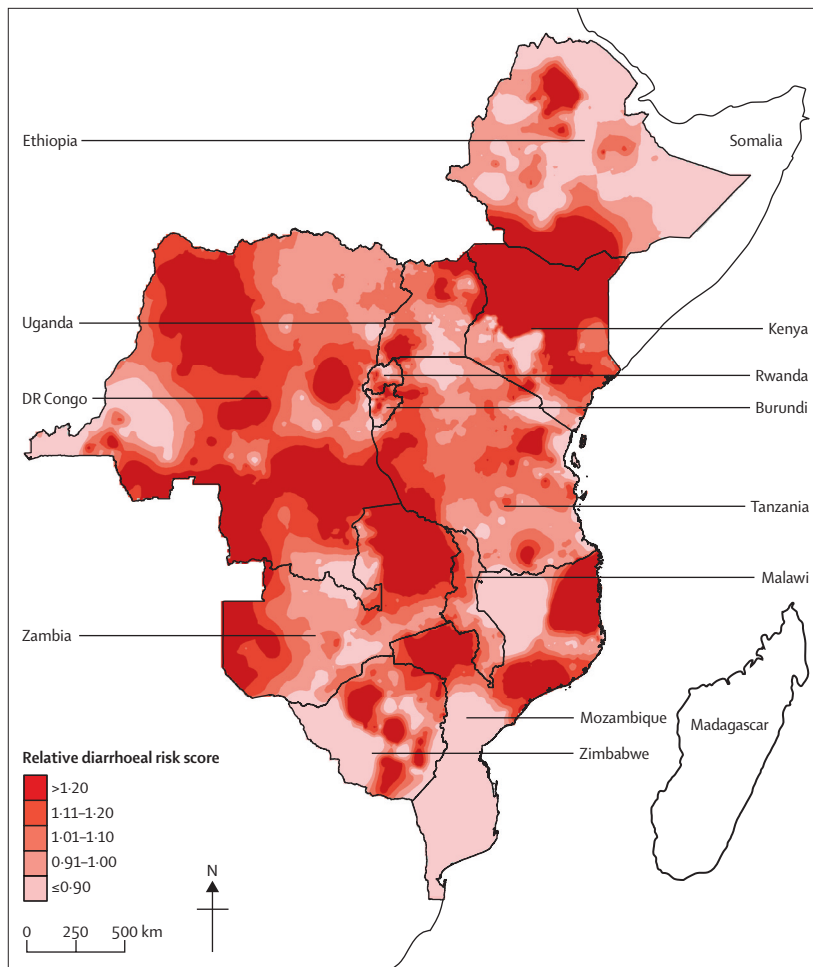 Ethiopia
Somalia
Uganda
Kenya
Rwanda
DR Congo
Burundi
Tanzania
Malawi
Zambia
Mozambique
Madagascar
Zimbabwe
Relative diarrhoeal risk score
>1·20
1·11–1·20
1·01–1·10
0·91–1·00
≤0·90
N
0 250 500 km